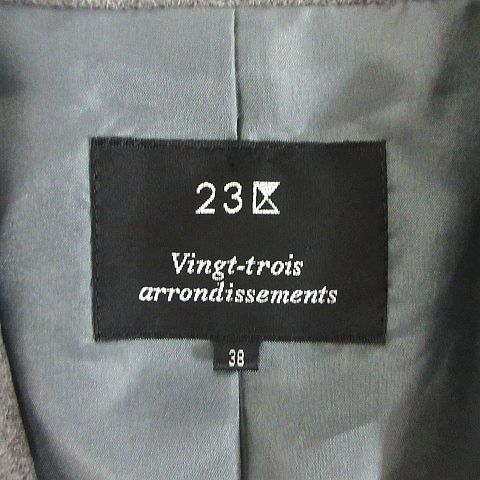 23区
Vingt-trois
arrondissements
38